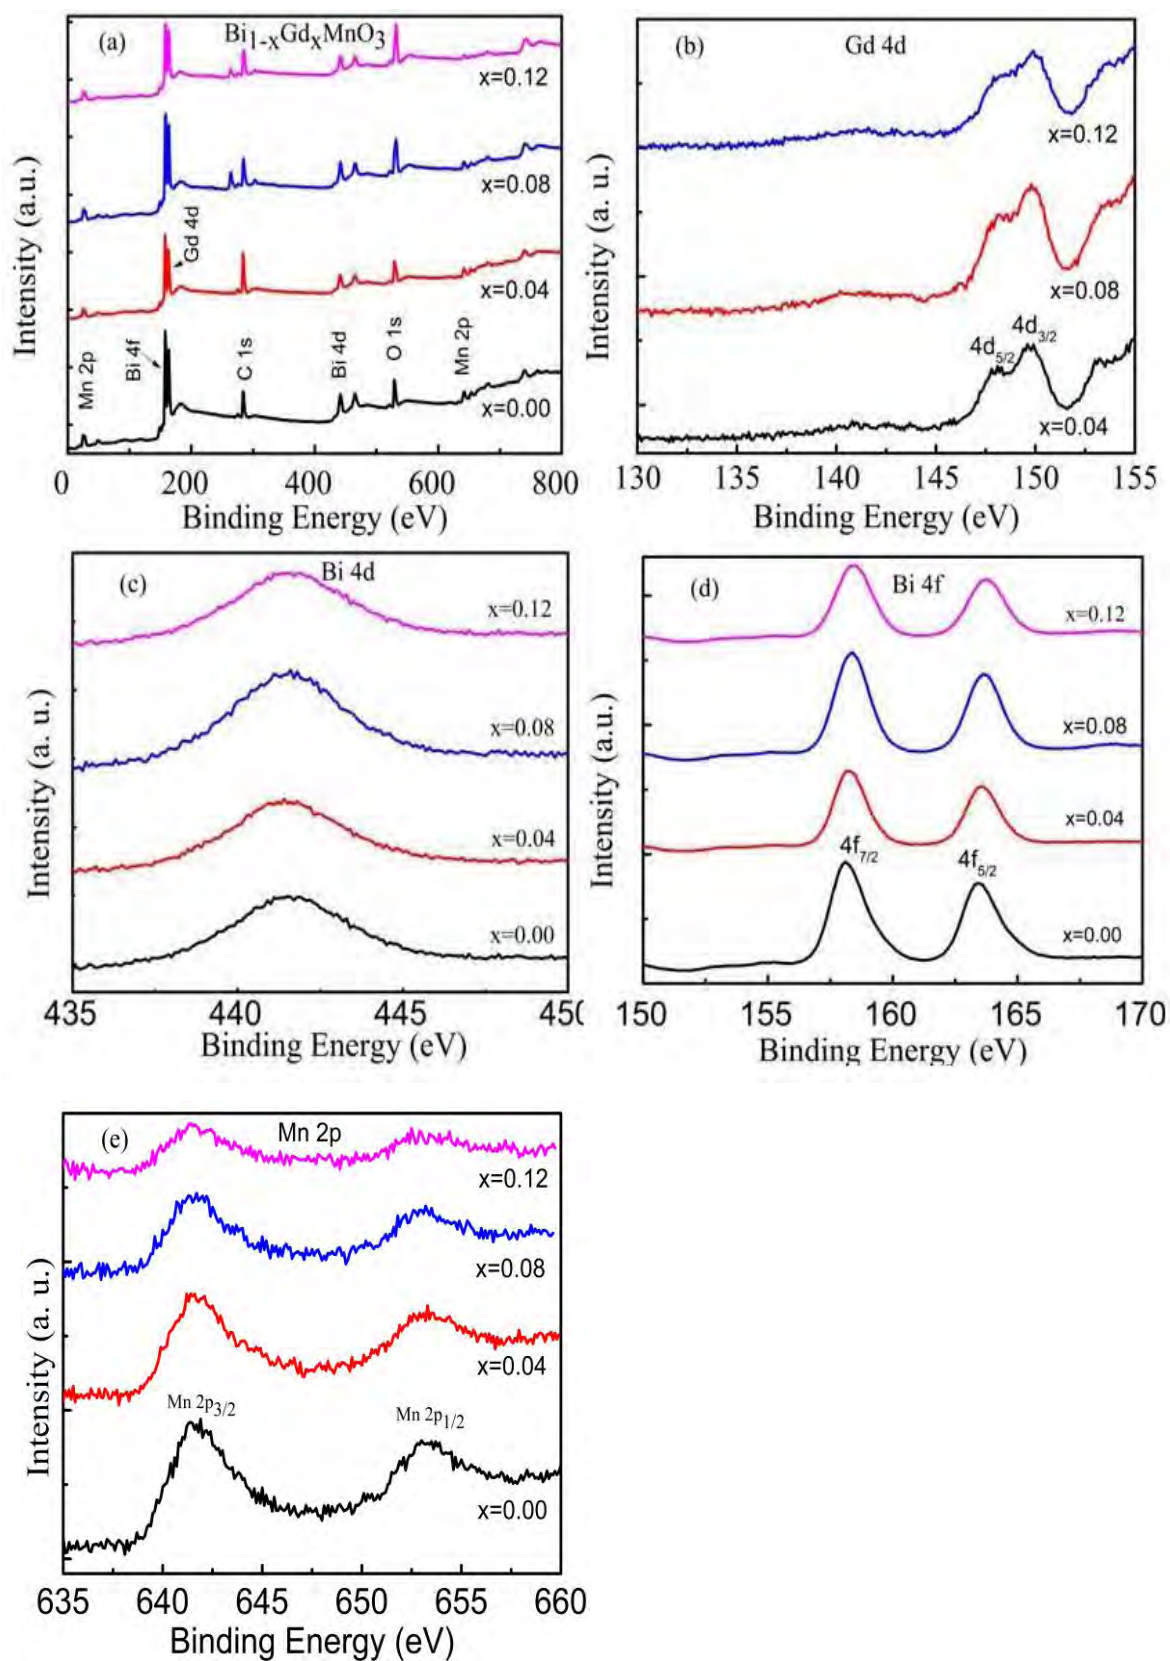 (a)
Bi1-xGdxMnO3
x=0.12
x=0.08
Gd 4d
x=0.04
Mn 2p
Bi 4f
C 1s
Bi 4d
O 1s
Mn 2p
x=0.00
0 200 400 600 800
Binding Energy (eV)
Intensity (a.u.)
(b)
Gd 4d
x=0.12
x=0.08
4d5/2
4d3/2
x=0.04
130 135 140 145 150 155
Binding Energy (eV)
Intensity (a. u.)
(c)
Bi 4d
x=0.12
x=0.08
x=0.04
x=0.00
435 440 445 450
Binding Energy (eV)
Intensity (a. u.)
(d)
Bi 4f
x=0.12
x=0.08
x=0.04
4f7/2
4f5/2
x=0.00
150 155 160 165 170
Binding Energy (eV)
Intensity (a.u.)
(e)
Mn 2p
x=0.12
x=0.08
x=0.04
Mn 2p3/2
Mn 2p1/2
x=0.00
635 640 645 650 655 660
Binding Energy (eV)
Intensity (a. u.)